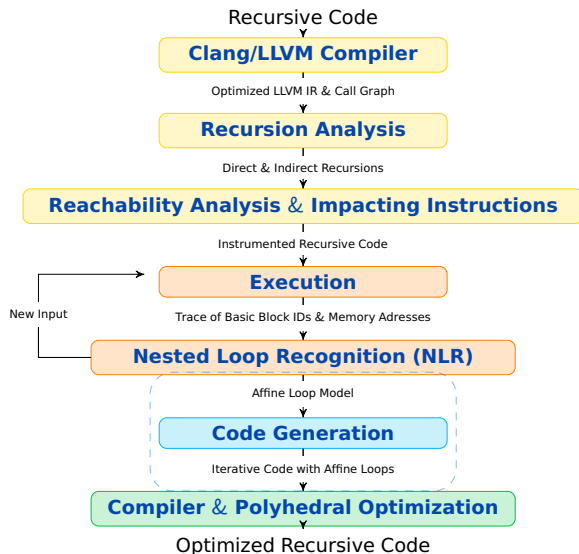 Recursive Code
Clang/LLVM Compiler
Optimized LLVM IR & Call Graph
Recursion Analysis
Direct & Indirect Recursions
Reachability Analysis & Impacting Instructions
Instrumented Recursive Code
Execution
Trace of Basic Block IDs & Memory Adresses
New Input
Nested Loop Recognition (NLR)
Affine Loop Model
Code Generation
Iterative Code with Affine Loops
Compiler & Polyhedral Optimization
Optimized Recursive Code